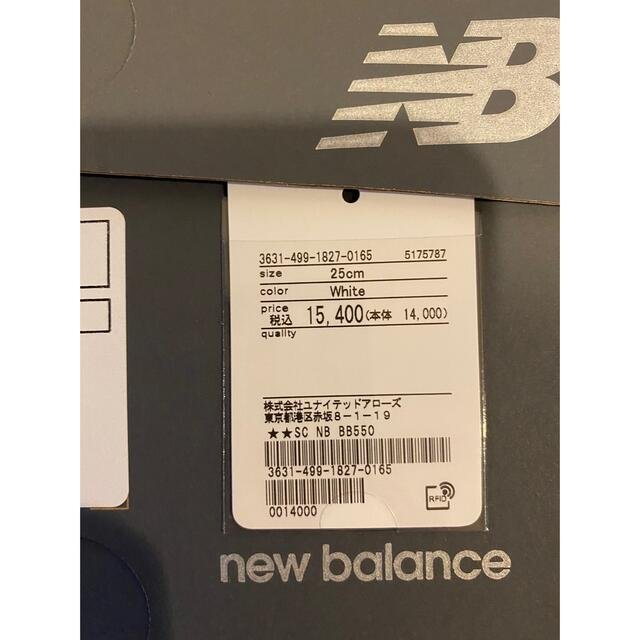 NB
3631-499-1827-0165 5175787
size 25cm
color White
price 税込 15,400(本体 14,000)
quality
株式会社ユナイテッドアローズ
東京都港区赤坂8-1-19
★★SC NB BB550
3631-499-1827-0165
0014000
RFID
new balance